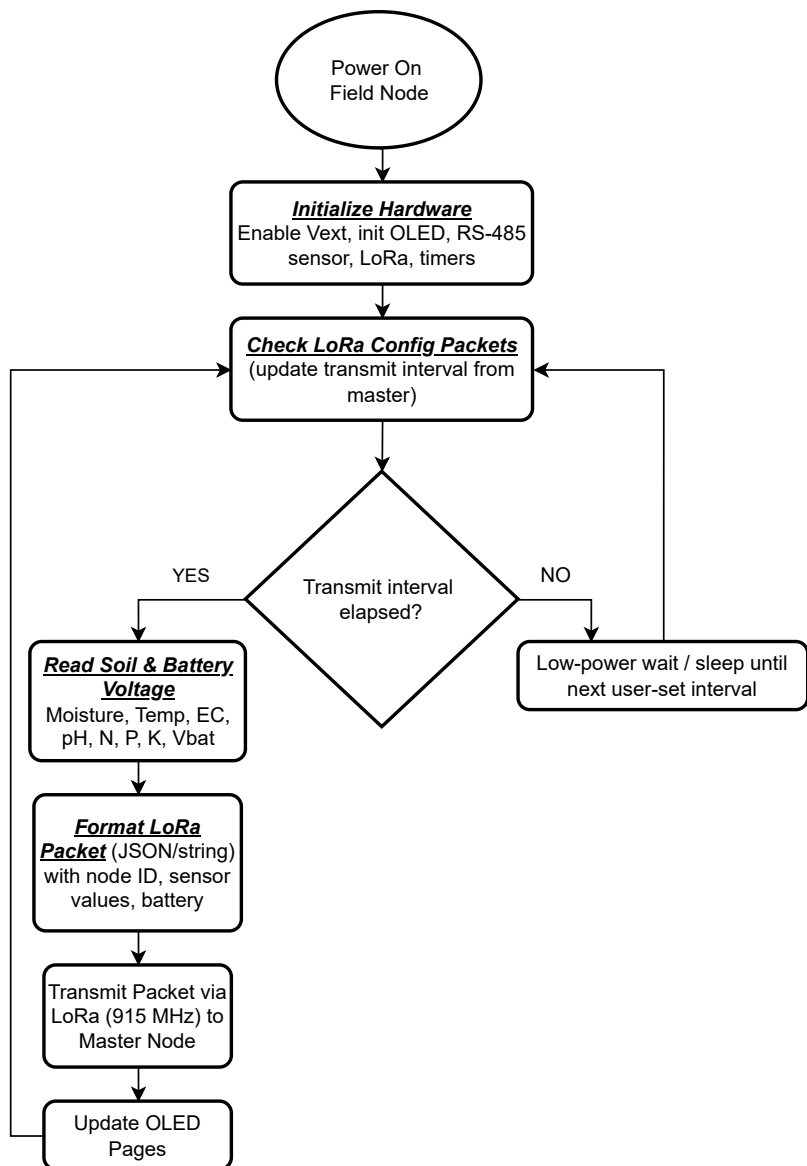 Power On
Field Node
Initialize Hardware
Enable Vext, init OLED, RS-485
sensor, LoRa, timers
Check LoRa Config Packets
(update transmit interval from
master)
Transmit interval
elapsed?
YES
NO
Read Soil & Battery
Voltage
Moisture, Temp, EC,
pH, N, P, K, Vbat
Low-power wait / sleep until
next user-set interval
Format LoRa
Packet (JSON/string)
with node ID, sensor
values, battery
Transmit Packet via
LoRa (915 MHz) to
Master Node
Update OLED
Pages